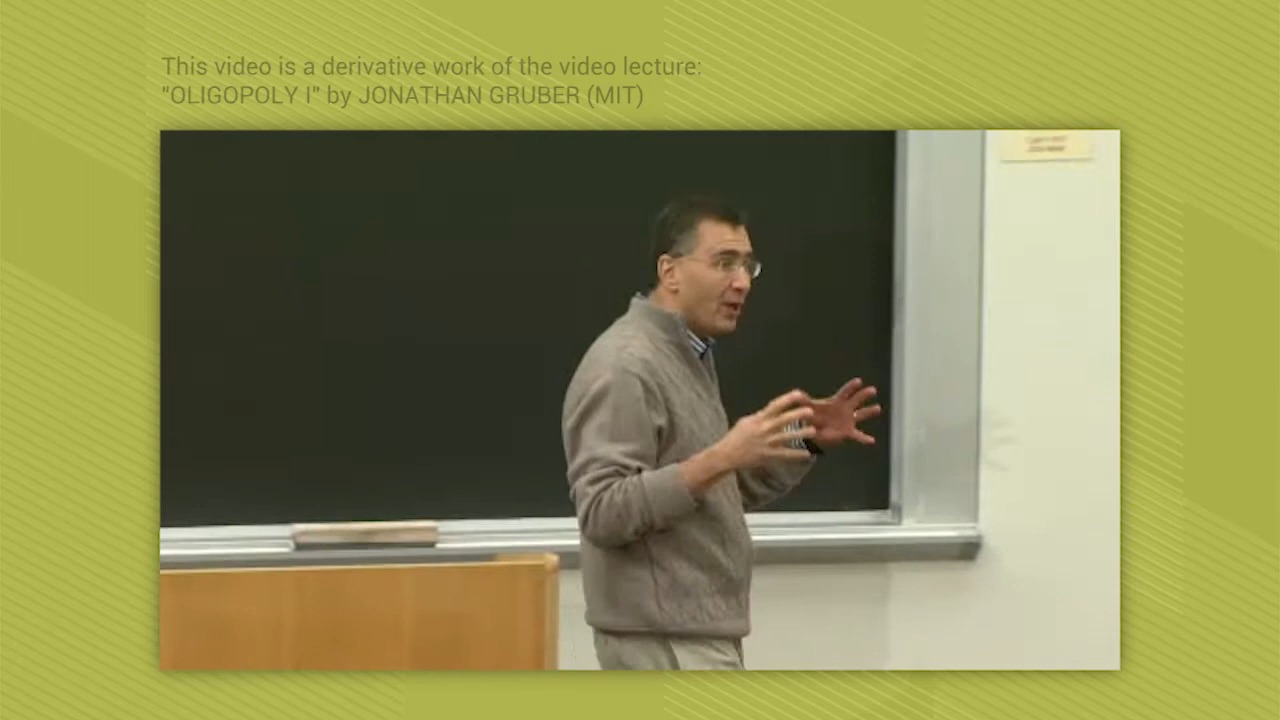 This video is a derivative work of the video lecture:
"OLIGOPOLY I" by JONATHAN GRUBER (MIT)